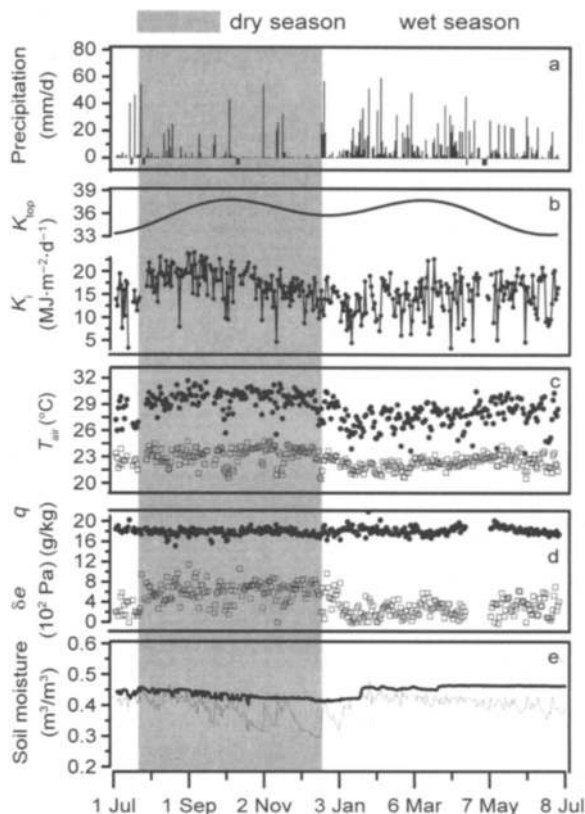 dry season wet season
Precipitation
(mm/d)
80
60
40
20
0
a
K_top
39
36
33
b
K_i
(MJ·m⁻²·d⁻¹)
20
15
10
5
T_air (°C)
32
29
26
23
20
c
q
(g/kg)
δe
(10² Pa)
20
16
12
8
4
0
d
Soil moisture
(m³/m³)
0.6
0.5
0.4
0.3
0.2
e
1 Jul 1 Sep 2 Nov 3 Jan 6 Mar 7 May 8 Jul